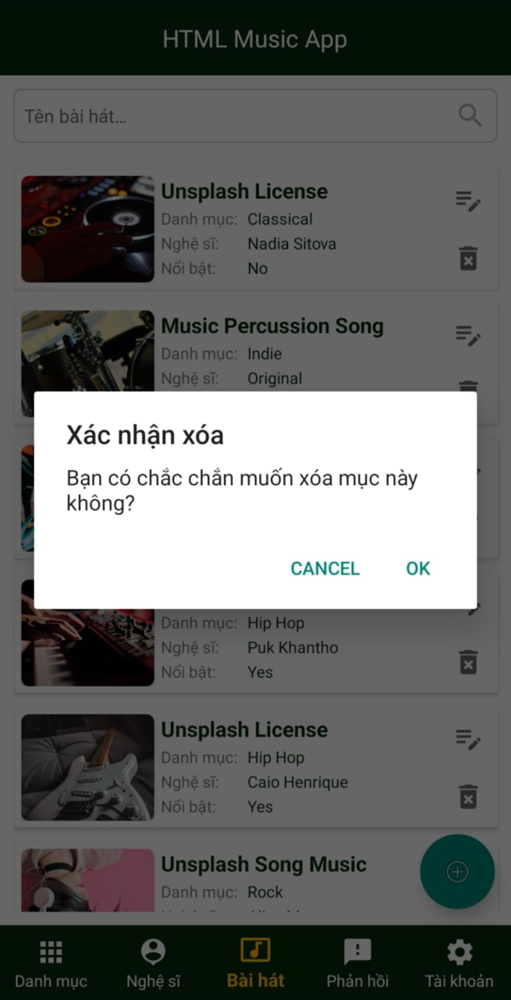 HTML Music App
Tên bài hát...
Unsplash License
Danh mục: Classical
Nghệ sĩ: Nadia Sitova
Nổi bật: No
Music Percussion Song
Danh mục: Indie
Nghệ sĩ: Original
Xác nhận xóa
Bạn có chắc chắn muốn xóa mục này
không?
CANCEL OK
Danh mục: Hip Hop
Nghệ sĩ: Puk Khantho
Nổi bật: Yes
Unsplash License
Danh mục: Hip Hop
Nghệ sĩ: Caio Henrique
Nổi bật: Yes
Unsplash Song Music
Danh mục: Rock
Danh mục Nghệ sĩ Bài hát Phản hồi Tài khoản